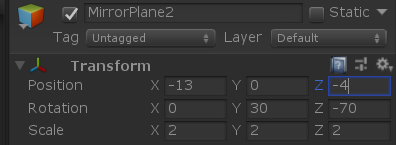 MirrorPlane2 Static
Tag Untagged Layer Default
Transform
Position X -13 Y 0 Z -4
Rotation X 0 Y 30 Z -70
Scale X 2 Y 2 Z 2